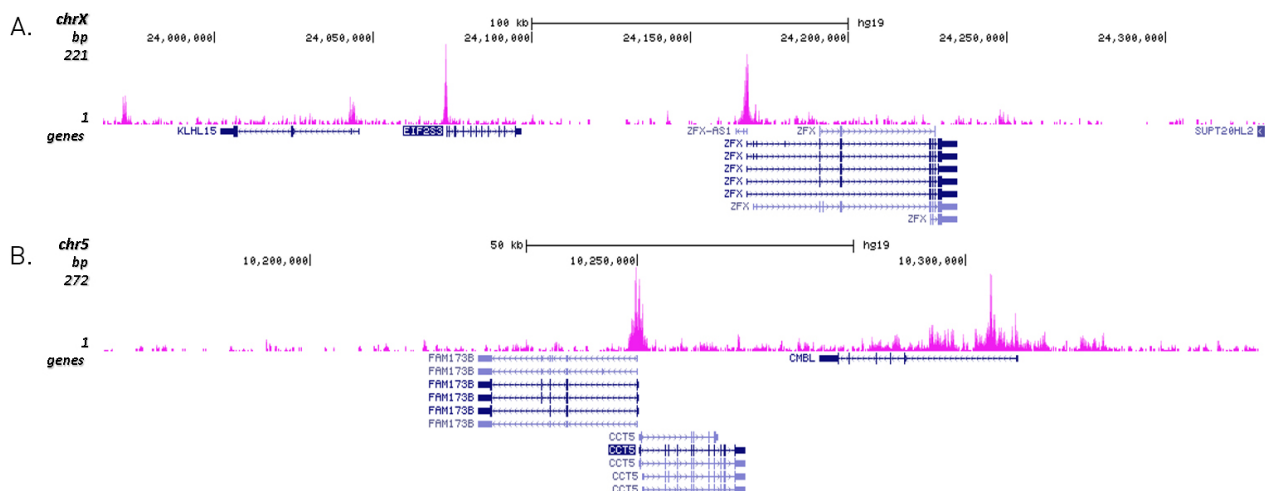 A.
chrX 100 kb hg19
bp 24,000,000 24,050,000 24,100,000 24,150,000 24,200,000 24,250,000 24,300,000
221
1
genes
KLHL15 EIF2S3 ZFX-AS1 ZFX SUPT20HL2
ZFX
ZFX
ZFX
ZFX
ZFX
ZFX
ZFX
B.
chr5 50 kb hg19
bp 10,200,000 10,250,000 10,300,000
272
1
genes
FAM173B CMBL
FAM173B
FAM173B
FAM173B
FAM173B
FAM173B
CCT5
CCT5
CCT5
CCT5
CCT5